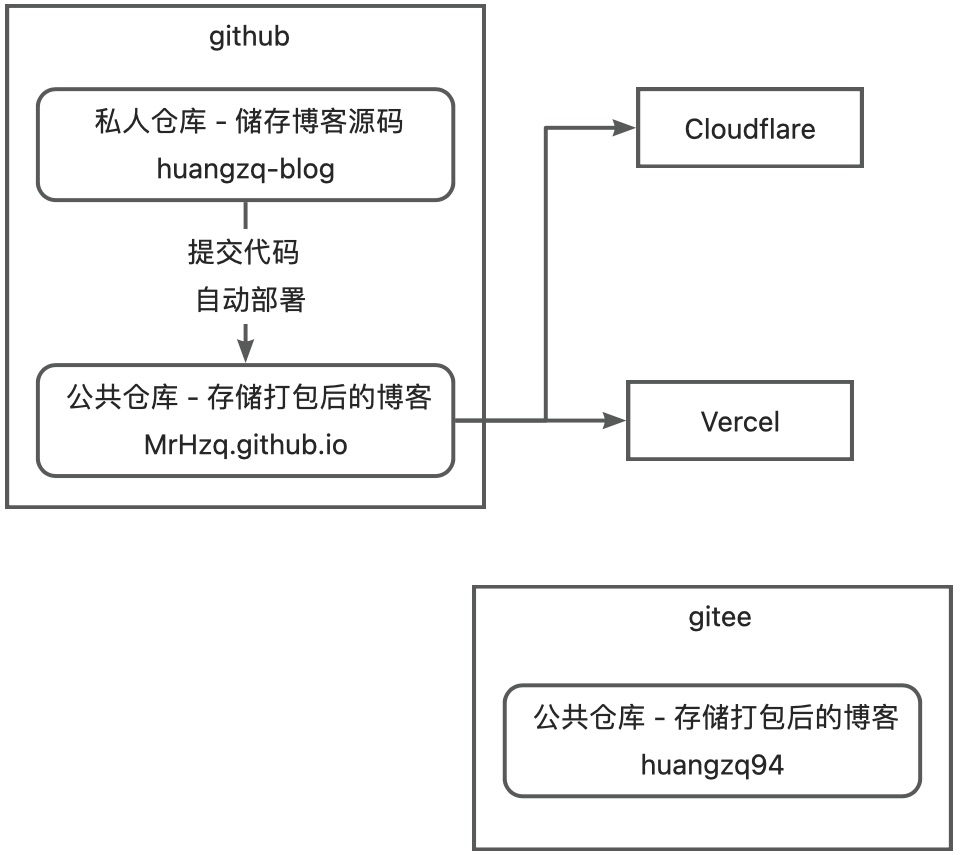 github
私人仓库 - 储存博客源码
huangzq-blog
提交代码
自动部署
公共仓库 - 存储打包后的博客
MrHzq.github.io
Cloudflare
Vercel
gitee
公共仓库 - 存储打包后的博客
huangzq94